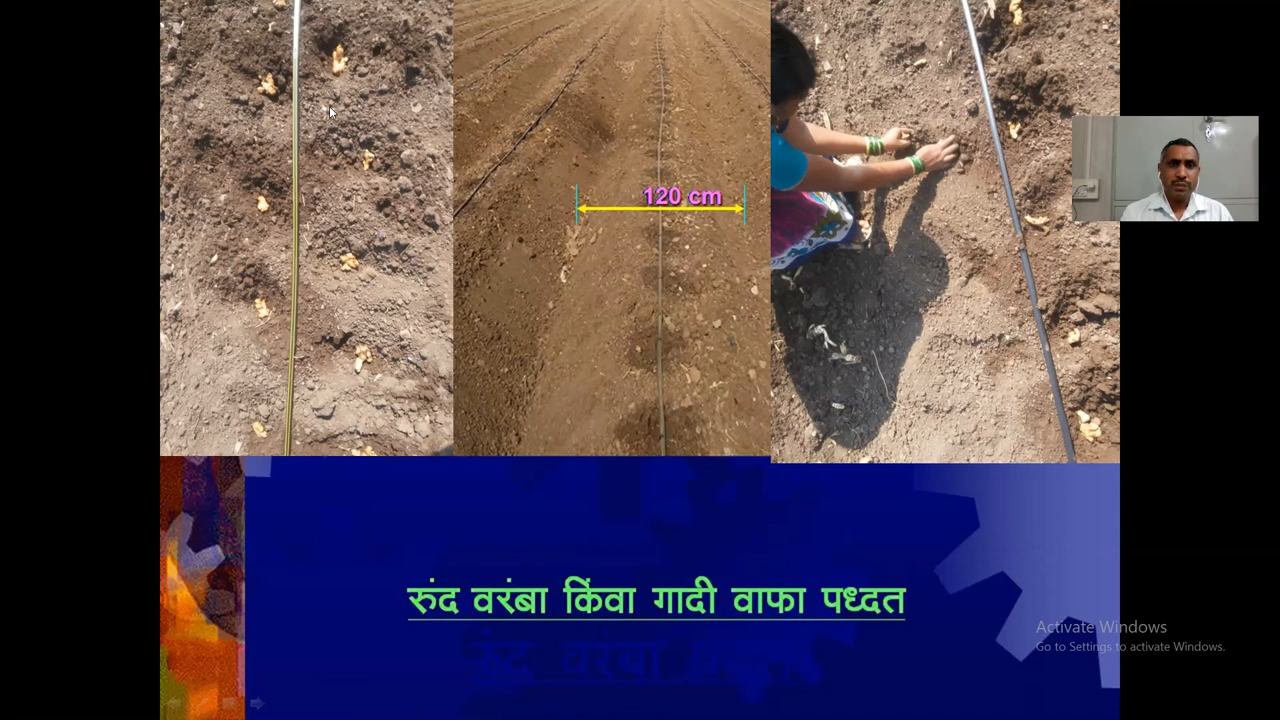 120 cm
रुंद वरंबा किंवा गादी वाफा पध्दत
Activate Windows
Go to Settings to activate Windows.